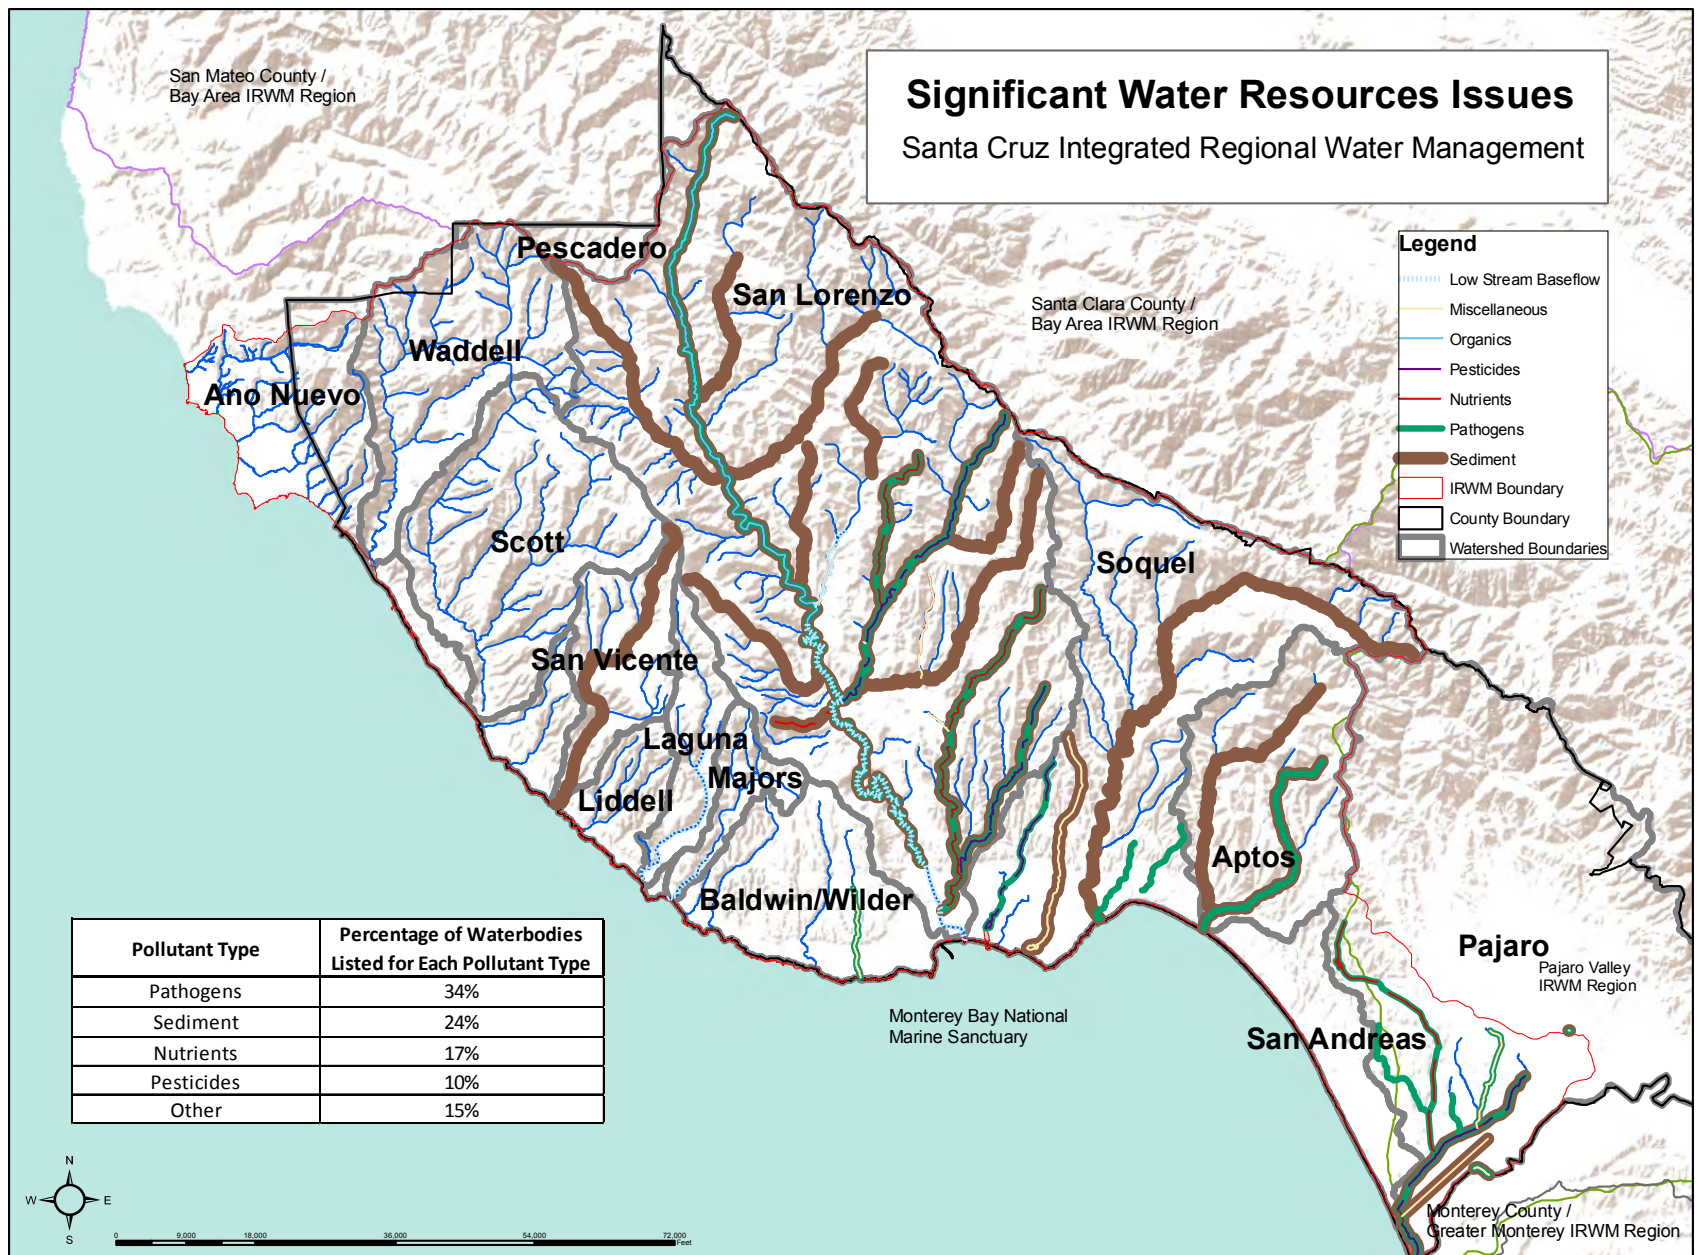 Significant Water Resources Issues
Santa Cruz Integrated Regional Water Management
San Mateo County /
Bay Area IRWM Region
Santa Clara County /
Bay Area IRWM Region
Legend
Low Stream Baseflow
Miscellaneous
Organics
Pesticides
Nutrients
Pathogens
Sediment
IRWM Boundary
County Boundary
Watershed Boundaries
Pescadero
San Lorenzo
Waddell
Ano Nuevo
Scott
Soquel
San Vicente
Laguna
Majors
Liddell
Aptos
Baldwin/Wilder
Pajaro
Pajaro Valley
IRWM Region
San Andreas
Monterey Bay National
Marine Sanctuary
Monterey County /
Greater Monterey IRWM Region
Pollutant Type Percentage of Waterbodies
Listed for Each Pollutant Type
Pathogens 34%
Sediment 24%
Nutrients 17%
Pesticides 10%
Other 15%
N
W E
S
0 9,000 18,000 36,000 54,000 72,000
Feet